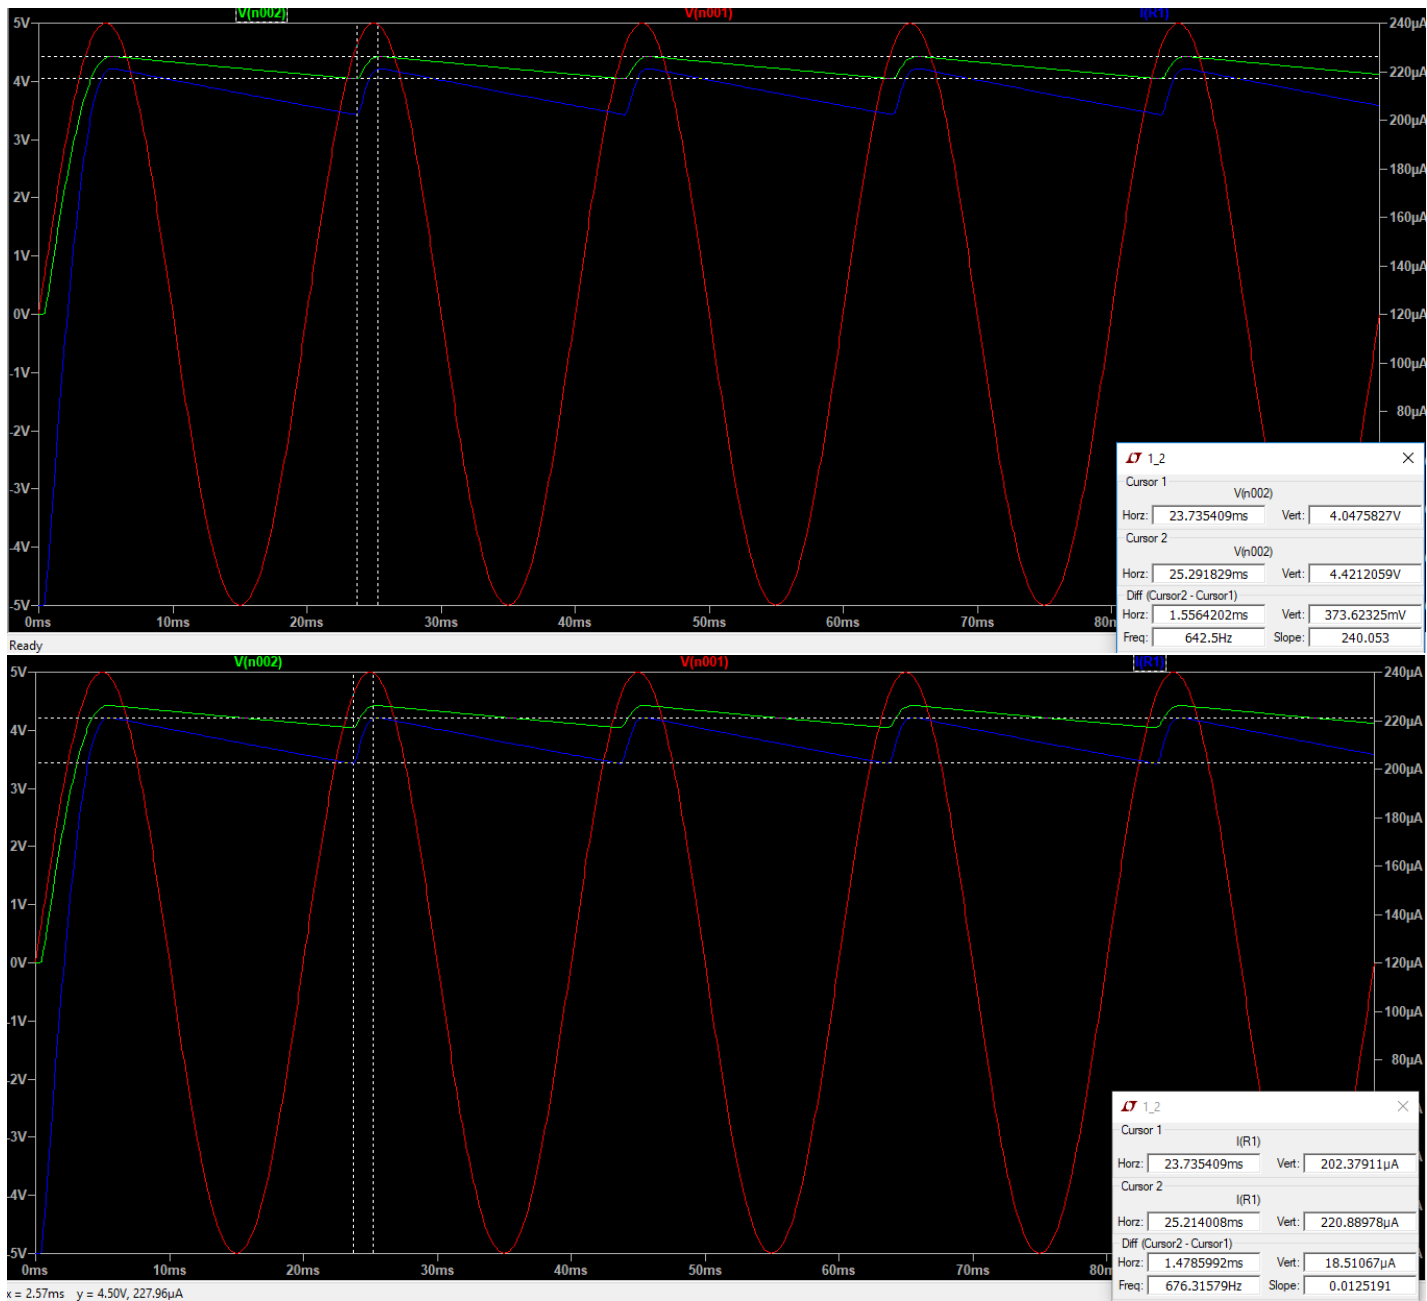 V(n002) V(n001) I(R1)
5V 240µA
4V 220µA
3V 200µA
2V 180µA
1V 160µA
0V 140µA
-1V 120µA
-2V 100µA
-3V 80µA
-4V
-5V
0ms 10ms 20ms 30ms 40ms 50ms 60ms 70ms
1_2
Cursor 1
V(n002)
Horz: 23.735409ms Vert: 4.0475827V
Cursor 2
V(n002)
Horz: 25.291829ms Vert: 4.4212059V
Diff (Cursor2 - Cursor1)
Horz: 1.5564202ms Vert: 373.62325mV
Freq: 642.5Hz Slope: 240.053
Ready
V(n002) V(n001) I(R1)
5V 240µA
4V 220µA
3V 200µA
2V 180µA
1V 160µA
0V 140µA
-1V 120µA
-2V 100µA
-3V 80µA
-4V
-5V
0ms 10ms 20ms 30ms 40ms 50ms 60ms 70ms
1_2
Cursor 1
I(R1)
Horz: 23.735409ms Vert: 202.37911µA
Cursor 2
I(R1)
Horz: 25.214008ms Vert: 220.88978µA
Diff (Cursor2 - Cursor1)
Horz: 1.4785992ms Vert: 18.51067µA
Freq: 676.31579Hz Slope: 0.0125191
x = 2.57ms y = 4.50V, 227.96µA